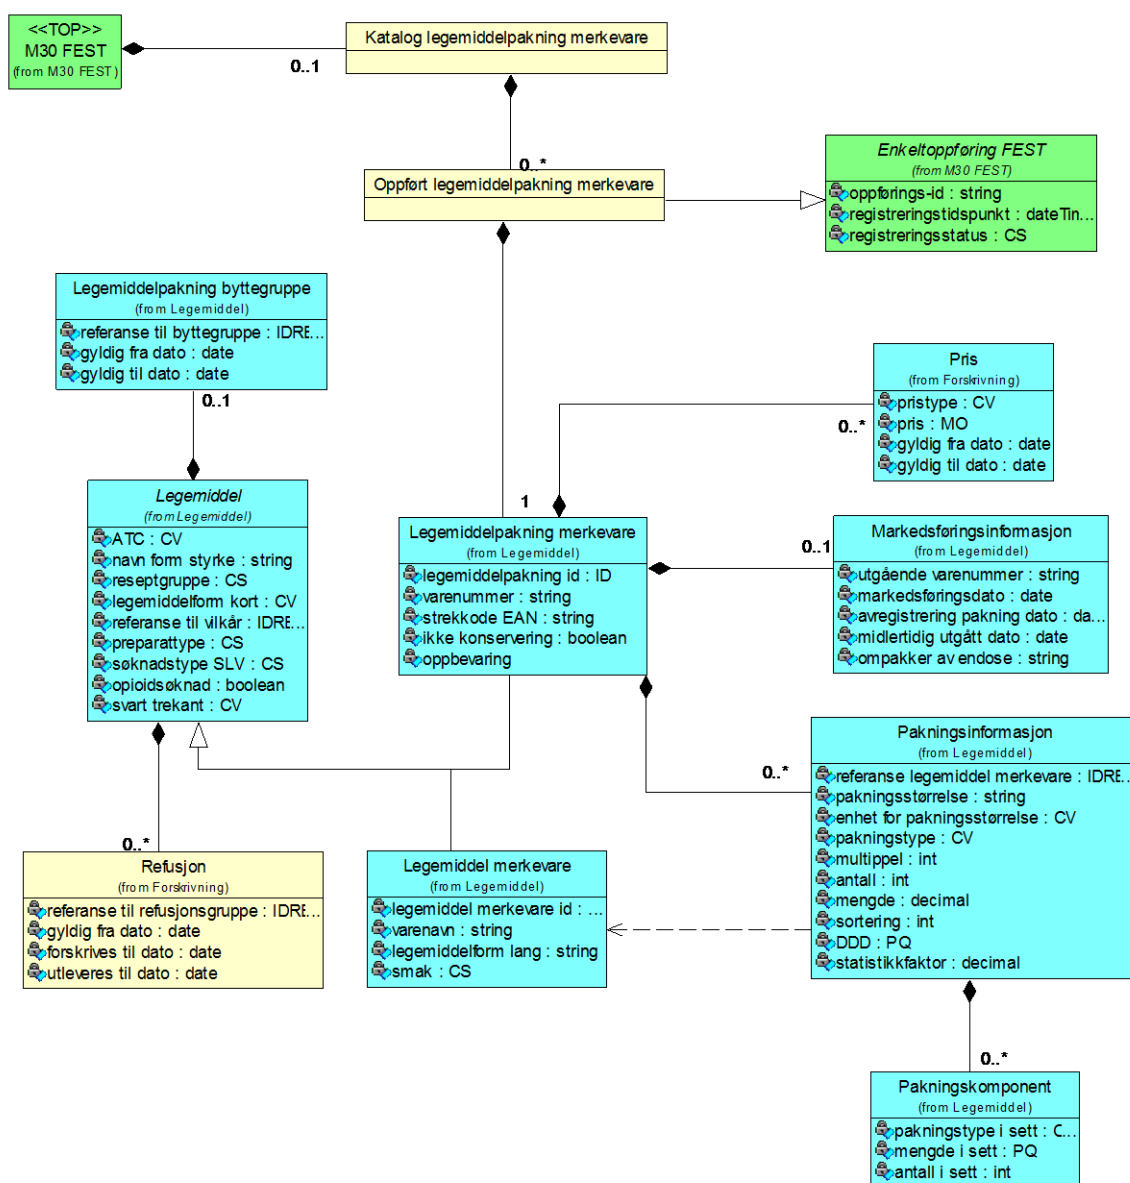 <<TOP>>
M30 FEST
(from M30 FEST)
0..1
Katalog legemiddelpakning merkevare
0..*
Oppført legemiddelpakning merkevare
Enkeltoppføring FEST
(from M30 FEST)
oppførings-id : string
registreringstidspunkt : dateTin...
registreringsstatus : CS
Legemiddelpakning byttegruppe
(from Legemiddel)
referanse til byttegruppe : IDRE...
gyldig fra dato : date
gyldig til dato : date
0..1
Pris
(from Forskrivning)
pristype : CV
pris : MO
gyldig fra dato : date
gyldig til dato : date
0..*
1
Legemiddel
(from Legemiddel)
ATC : CV
navn form styrke : string
reseptgruppe : CS
legemiddelform kort : CV
referanse til vilkår : IDRE...
preparattype : CS
søknadstype SLV : CS
opioidsøknad : boolean
svart trekant : CV
Legemiddelpakning merkevare
(from Legemiddel)
legemiddelpakning id : ID
varenummer : string
strekkode EAN : string
ikke konservering : boolean
oppbevaring
0..1
Markedsføringsinformasjon
(from Legemiddel)
utgående varenummer : string
markedsføringsdato : date
avregistrering pakning dato : da...
midlertidig utgått dato : date
ompakker av endose : string
0..*
Pakningsinformasjon
(from Legemiddel)
referanse legemiddel merkevare : IDRE...
pakningsstørrelse : string
enhet for pakningsstørrelse : CV
pakningstype : CV
multippel : int
antall : int
mengde : decimal
sortering : int
DDD : PQ
statistikkfaktor : decimal
0..*
Refusjon
(from Forskrivning)
referanse til refusjonsgruppe : IDRE...
gyldig fra dato : date
forskrives til dato : date
utleveres til dato : date
Legemiddel merkevare
(from Legemiddel)
legemiddel merkevare id : ...
varenavn : string
legemiddelform lang : string
smak : CS
0..*
Pakningskomponent
(from Legemiddel)
pakningstype i sett : C...
mengde i sett : PQ
antall i sett : int